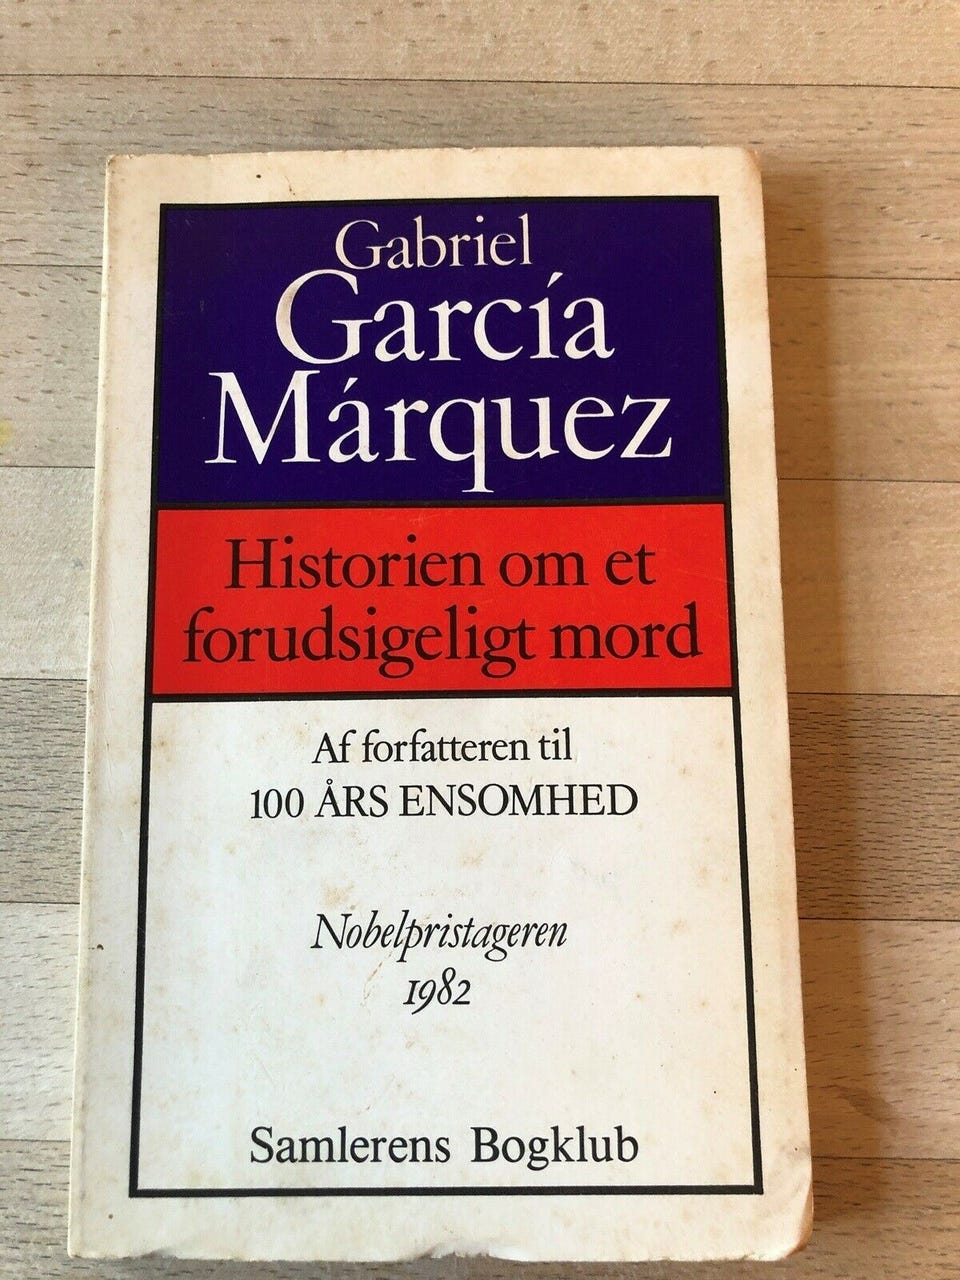 Gabriel
García
Márquez
Historien om et
forudsigeligt mord
Af forfatteren til
100 ÅRS ENSOMHED
Nobelpristageren
1982
Samlerens Bogklub